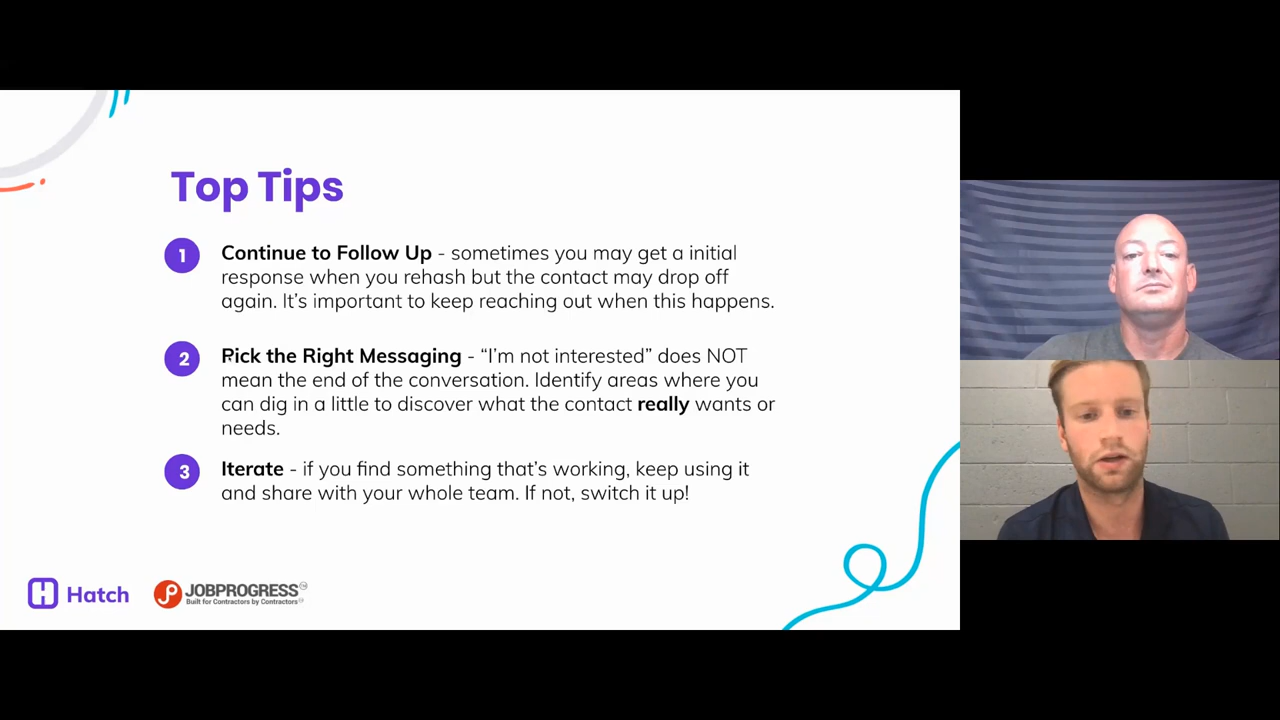 Top Tips
1
Continue to Follow Up - sometimes you may get a initial
response when you rehash but the contact may drop off
again. It's important to keep reaching out when this happens.
2
Pick the Right Messaging - “I'm not interested” does NOT
mean the end of the conversation. Identify areas where you
can dig in a little to discover what the contact really wants or
needs.
3
Iterate - if you find something that's working, keep using it
and share with your whole team. If not, switch it up!
Hatch
JOBPROGRESS
Built for Contractors by Contractors